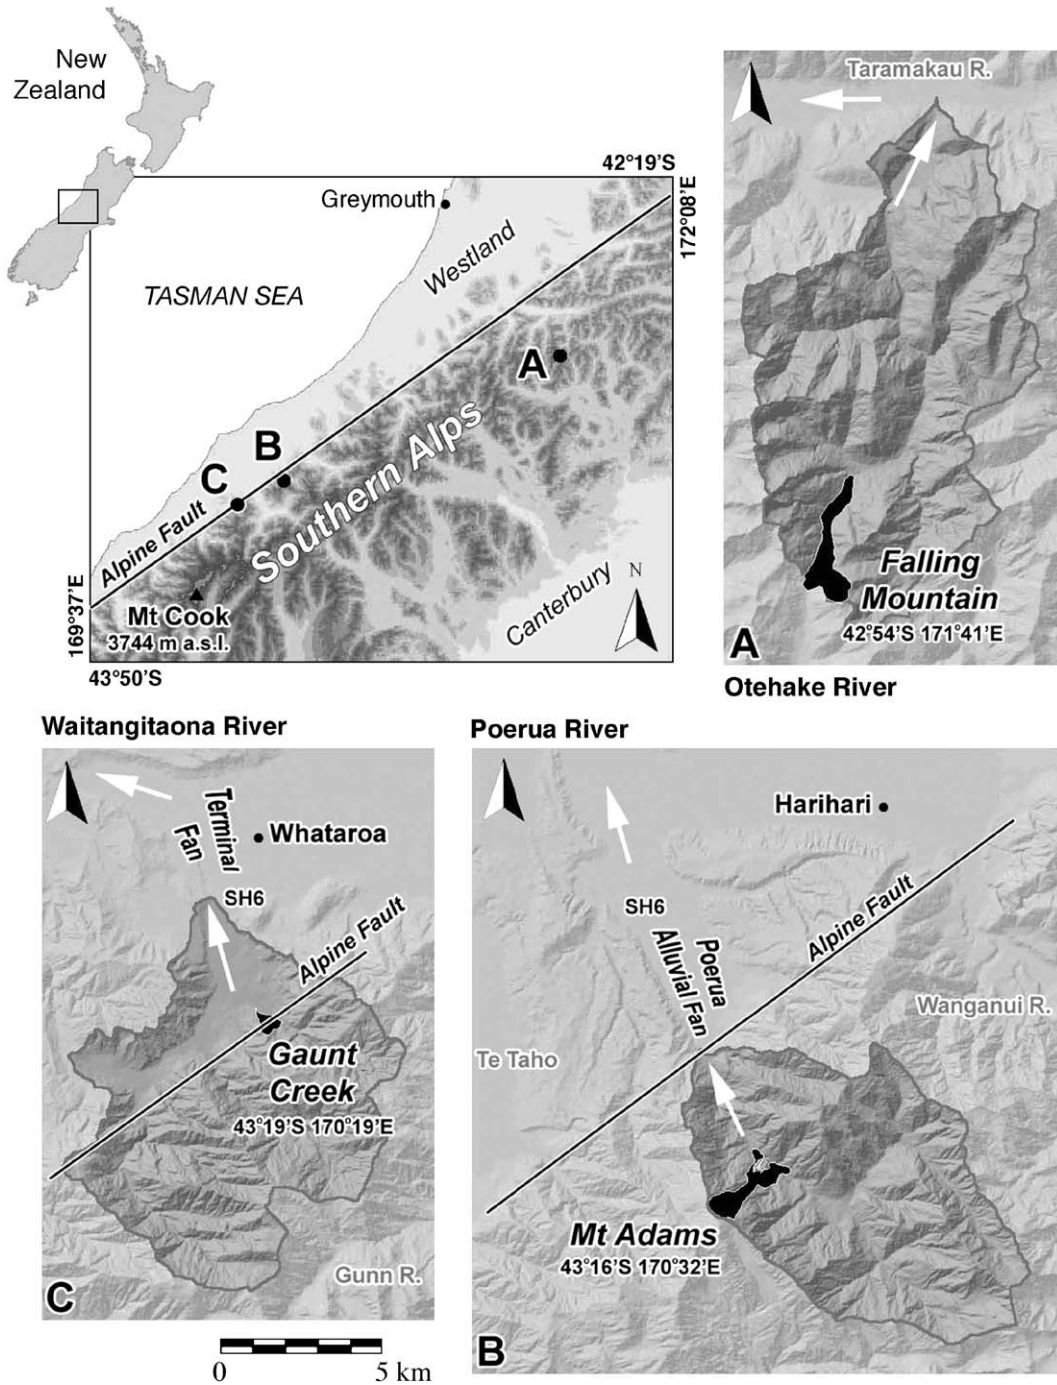 New
Zealand
42°19'S
172°08'E
Greymouth
Westland
TASMAN SEA
A
B
C
Southern Alps
Alpine Fault
Mt Cook
3744 m a.s.l.
Canterbury
N
169°37'E
43°50'S
Taramakau R.
Falling
Mountain
42°54'S 171°41'E
A
Otehake River
Waitangitaona River
Terminal
Fan
Whataroa
SH6
Alpine Fault
Gaunt
Creek
43°19'S 170°19'E
Gunn R.
C
0 5 km
Poerua River
Harihari
SH6
Poerua
Alluvial Fan
Alpine Fault
Wanganui R.
Te Taho
Mt Adams
43°16'S 170°32'E
B